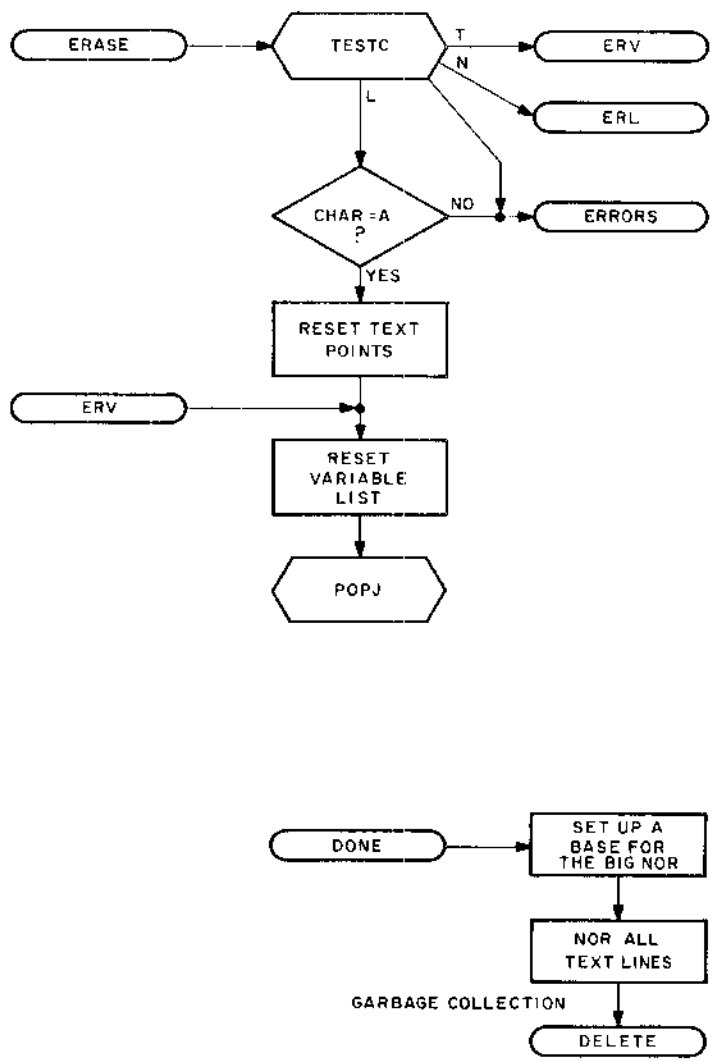 ERASE
TESTC
T
ERV
N
ERL
L
CHAR =A
?
NO
ERRORS
YES
RESET TEXT
POINTS
ERV
RESET
VARIABLE
LIST
POPJ
DONE
SET UP A
BASE FOR
THE BIG NOR
NOR ALL
TEXT LINES
GARBAGE COLLECTION
DELETE